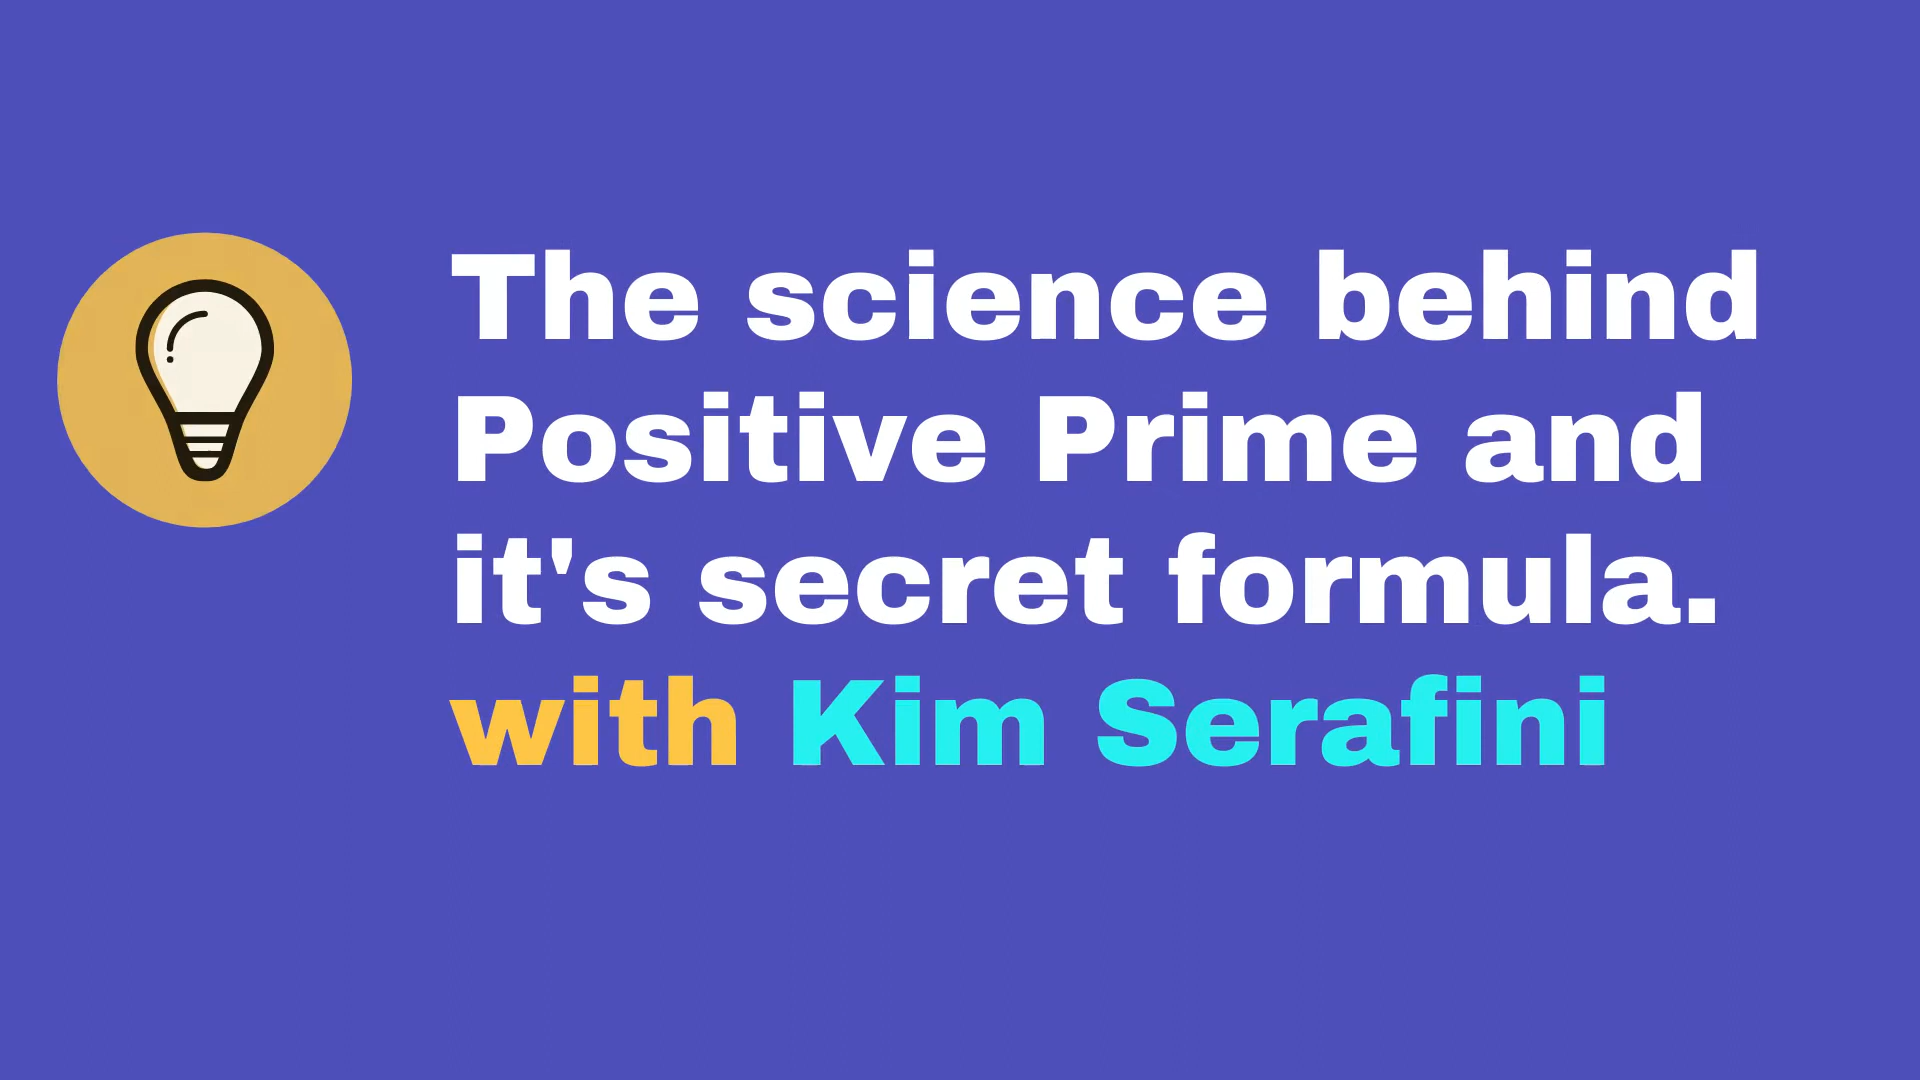 The science behind
Positive Prime and
it's secret formula.
with Kim Serafini